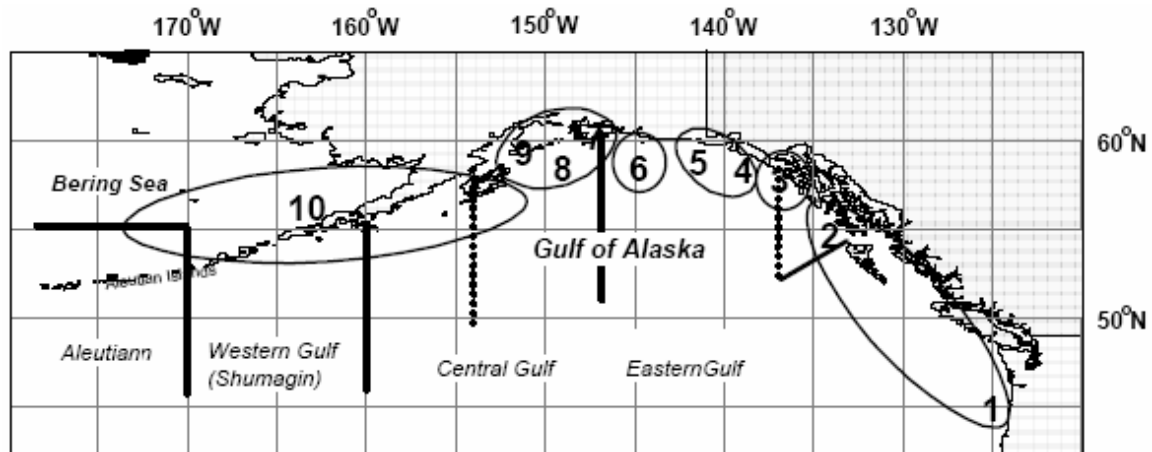 170°W 160°W 150°W 140°W 130°W
60°N
9 8 7 6 5 4 3
Bering Sea
10 2
Gulf of Alaska
Aleutian Islands
50°N
Aleutiann Western Gulf
(Shumagin)
Central Gulf EasternGulf
1